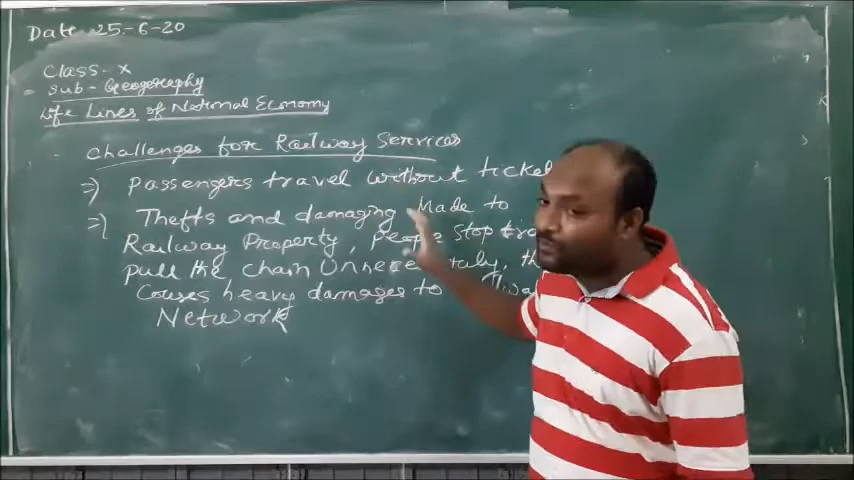 Date - 25-6-20
Class - X
Sub - Geography
Life Lines of National Economy
Challenges for Railway Services
⇒ Passengers travel without ticket
⇒ Thefts and damaging Made to
Railway Property, People stop
Pull the Chain
Couses heavy damages to
Network